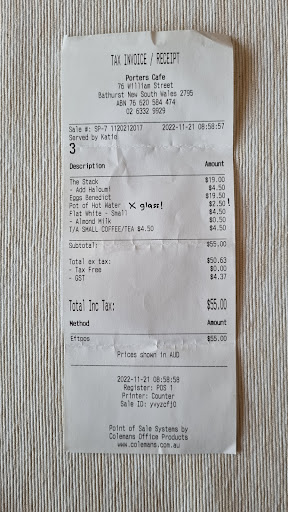 TAX INVOICE / RECEIPT
Porters Cafe
76 William Street
Bathurst New South Wales 2795
ABN 76 620 584 474
02 6332 9929
Sale #: SP-7 1120212017 2022-11-21 08:56:57
Served by Katie
3
Description Amount
The Stack $19.00
- Add Haloumi $4.50
Eggs Benedict $19.50
Pot of Hot Water x glass! $2.50 !
Flat White - Small $4.50
- Almond Milk $0.50
T/A SMALL COFFEE/TEA $4.50 $4.50
Subtotal: $55.00
Total ex tax: $50.63
- Tax Free $0.00
- GST $4.37
Total Inc Tax: $55.00
Method Amount
Eftpos $55.00
Prices shown in AUD
2022-11-21 08:58:58
Register: POS 1
Printer: Counter
Sale ID: yvyzcfj0
Point of Sale Systems by
Colemans Office Products
www.colemans.com.au